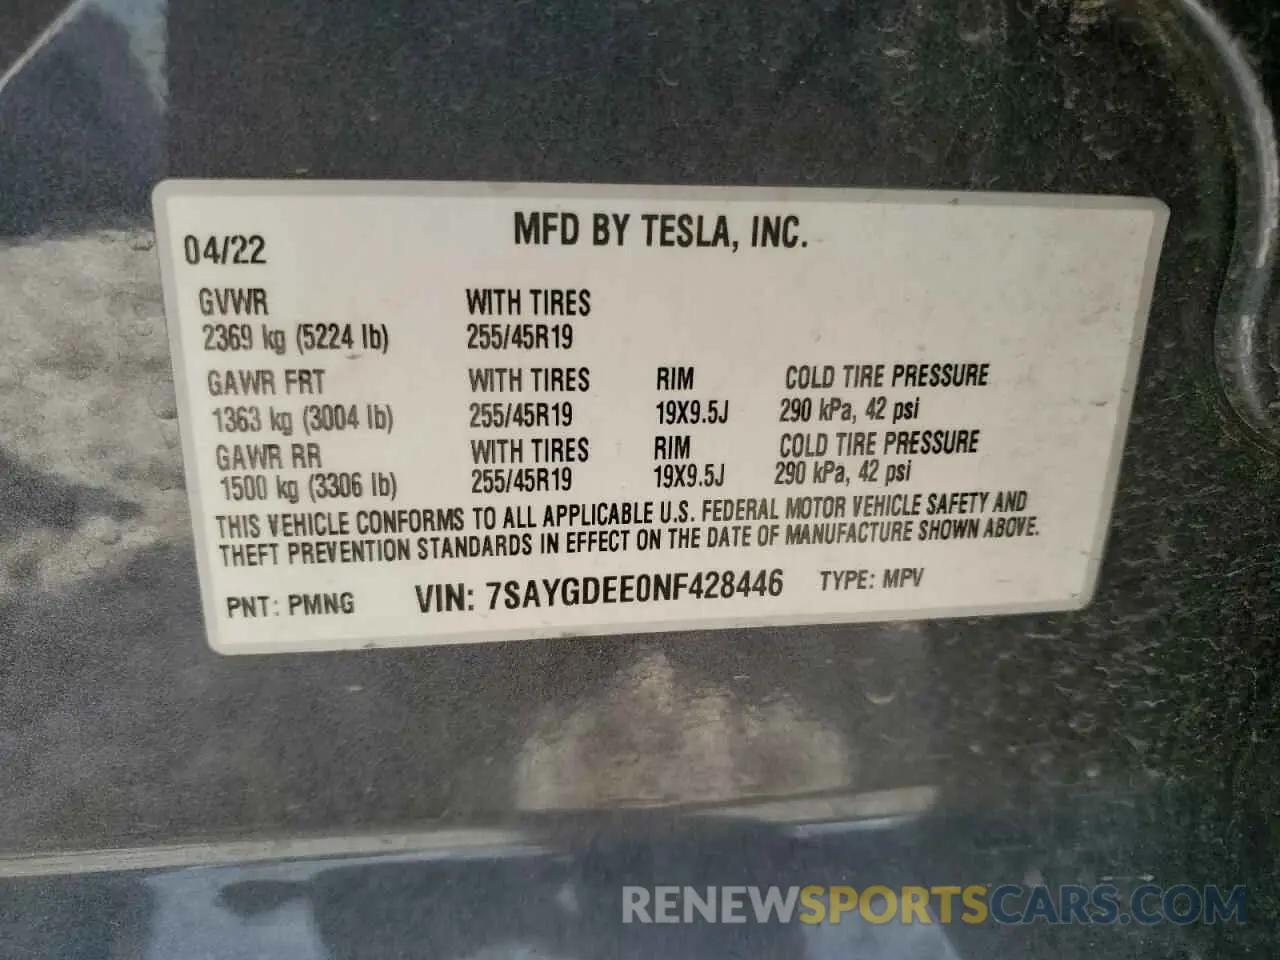 MFD BY TESLA, INC.
04/22
GVWR WITH TIRES
2369 kg (5224 lb) 255/45R19
GAWR FRT WITH TIRES RIM COLD TIRE PRESSURE
1363 kg (3004 lb) 255/45R19 19X9.5J 290 kPa, 42 psi
GAWR RR WITH TIRES RIM COLD TIRE PRESSURE
1500 kg (3306 lb) 255/45R19 19X9.5J 290 kPa, 42 psi
THIS VEHICLE CONFORMS TO ALL APPLICABLE U.S. FEDERAL MOTOR VEHICLE SAFETY AND
THEFT PREVENTION STANDARDS IN EFFECT ON THE DATE OF MANUFACTURE SHOWN ABOVE.
PNT: PMNG VIN: 7SAYGDEE0NF428446 TYPE: MPV
RENEWSPORTSCARS.COM